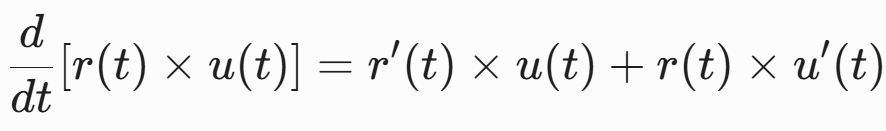 d/dt [r(t) × u(t)] = r′(t) × u(t) + r(t) × u′(t)